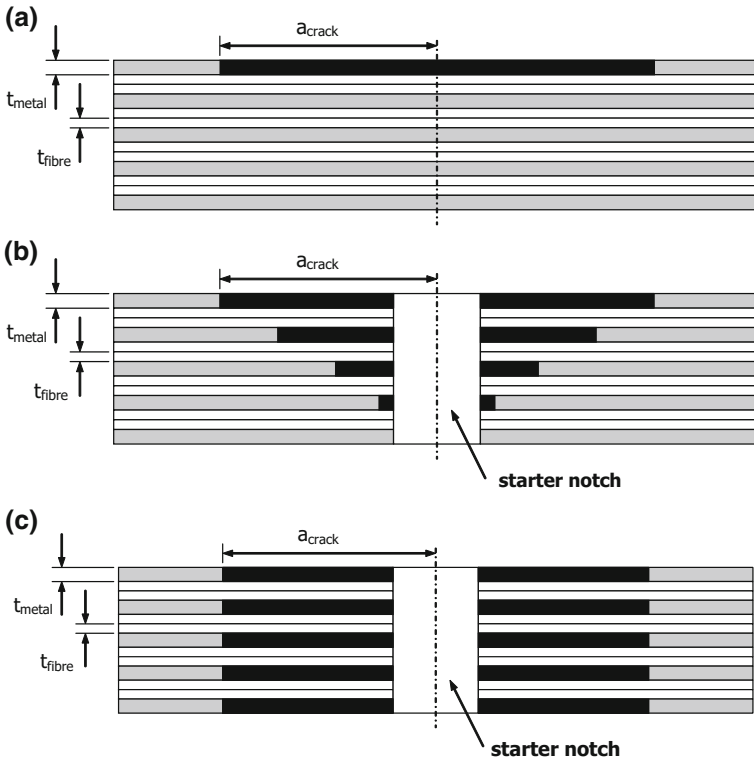 (a)
a_crack
t_metal
t_fibre
(b)
a_crack
t_metal
t_fibre
starter notch
(c)
a_crack
t_metal
t_fibre
starter notch